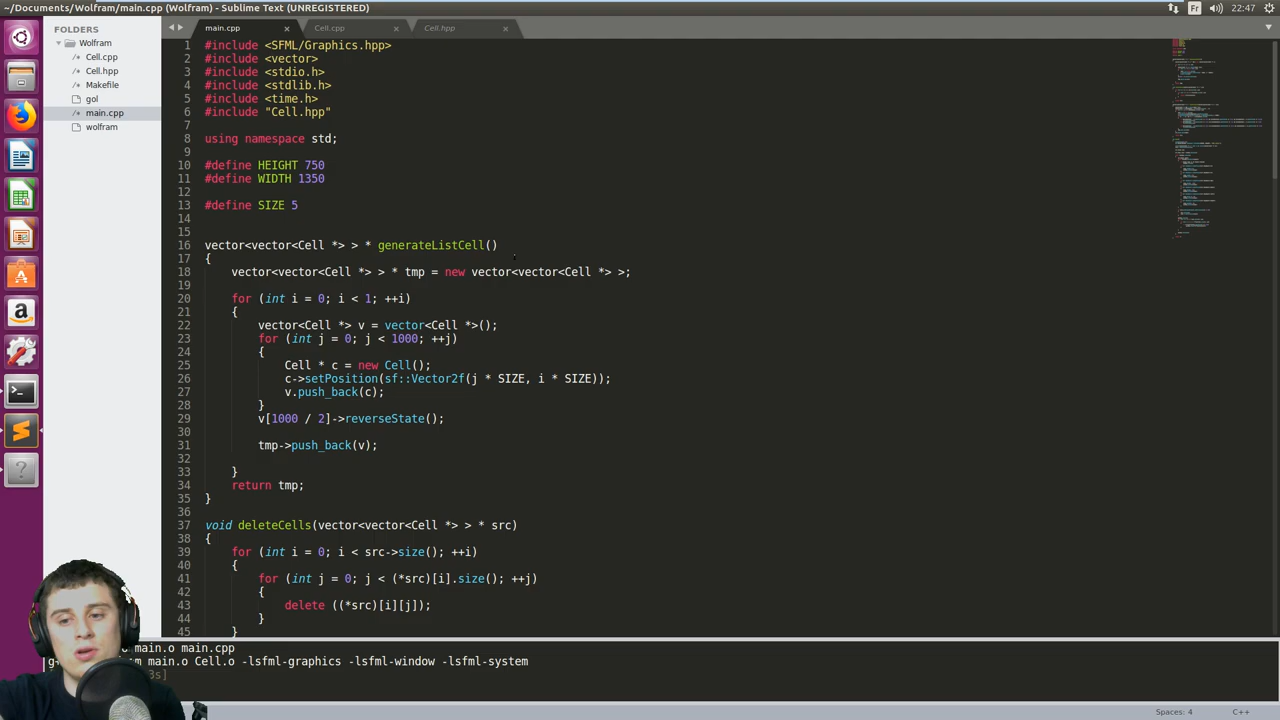 ~/Documents/Wolfram/main.cpp (Wolfram) - Sublime Text (UNREGISTERED)
Fr
22:47
FOLDERS
Wolfram
/* Cell.cpp
/* Cell.hpp
/* Makefile
gol
/* main.cpp
wolfram
main.cpp ×
Cell.cpp ×
Cell.hpp ×
1 #include <SFML/Graphics.hpp>
2 #include <vector>
3 #include <stdio.h>
4 #include <stdlib.h>
5 #include <time.h>
6 #include "Cell.hpp"
7
8 using namespace std;
9
10 #define HEIGHT 750
11 #define WIDTH 1350
12
13 #define SIZE 5
14
15
16 vector<vector<Cell *> > * generateListCell()
17 {
18 vector<vector<Cell *> > * tmp = new vector<vector<Cell *> >;
19
20 for (int i = 0; i < 1; ++i)
21 {
22 vector<Cell *> v = vector<Cell *>();
23 for (int j = 0; j < 1000; ++j)
24 {
25 Cell * c = new Cell();
26 c->setPosition(sf::Vector2f(j * SIZE, i * SIZE));
27 v.push_back(c);
28 }
29 v[1000 / 2]->reverseState();
30
31 tmp->push_back(v);
32
33 }
34 return tmp;
35 }
36
37 void deleteCells(vector<vector<Cell *> > * src)
38 {
39 for (int i = 0; i < src->size(); ++i)
40 {
41 for (int j = 0; j < (*src)[i].size(); ++j)
42 {
43 delete ((*src)[i][j]);
44 }
45 }
o main.o main.cpp
main.o Cell.o -lsfml-graphics -lsfml-window -lsfml-system
3s]
Spaces: 4
C++